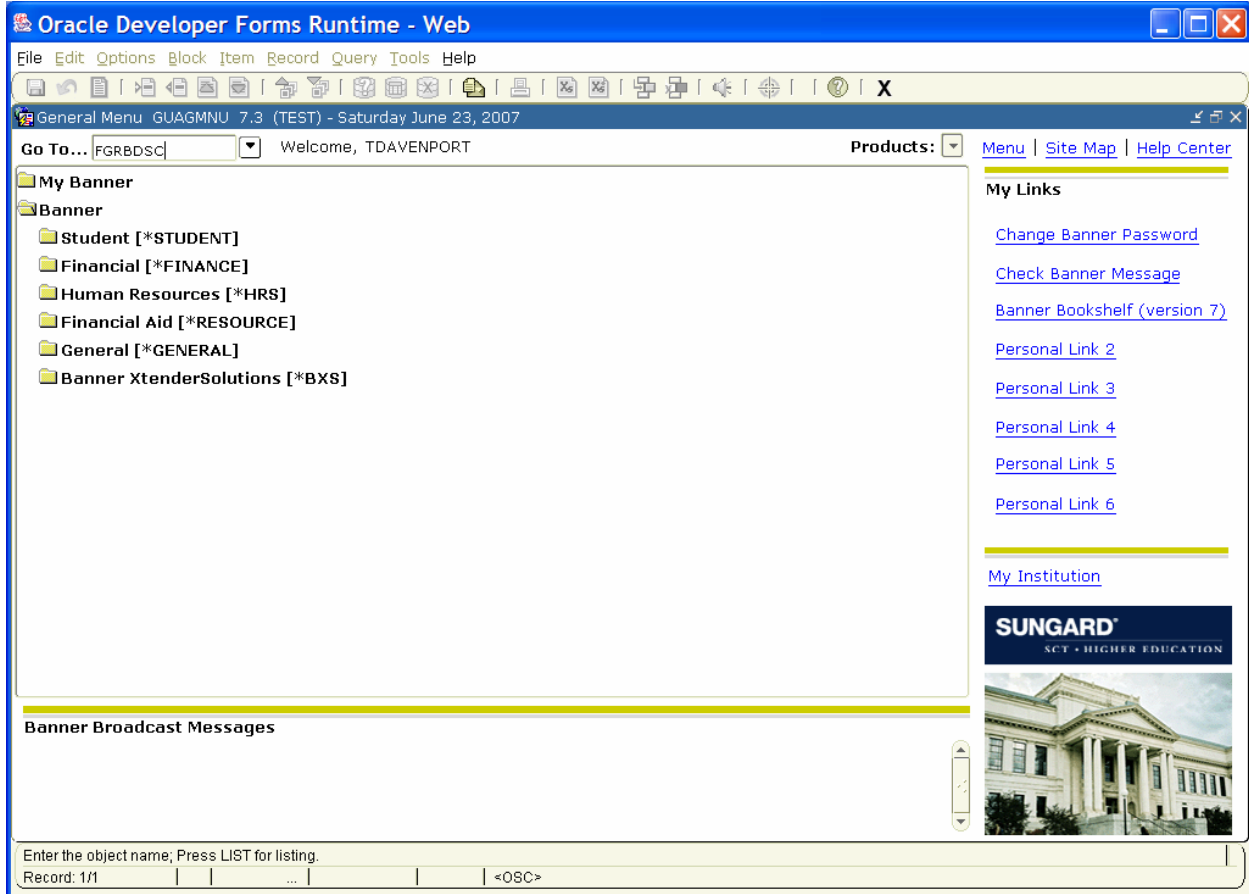 Oracle Developer Forms Runtime - Web
File Edit Options Block Item Record Query Tools Help
General Menu GUAGMNU 7.3 (TEST) - Saturday June 23, 2007
Go To... FGRBDSC Welcome, TDAVENPORT Products: Menu | Site Map | Help Center
My Banner
Banner
Student [*STUDENT]
Financial [*FINANCE]
Human Resources [*HRS]
Financial Aid [*RESOURCE]
General [*GENERAL]
Banner XtenderSolutions [*BXS]
My Links
Change Banner Password
Check Banner Message
Banner Bookshelf (version 7)
Personal Link 2
Personal Link 3
Personal Link 4
Personal Link 5
Personal Link 6
My Institution
SUNGARD®
SCT • HIGHER EDUCATION
Banner Broadcast Messages
Enter the object name; Press LIST for listing.
Record: 1/1 ... <OSC>